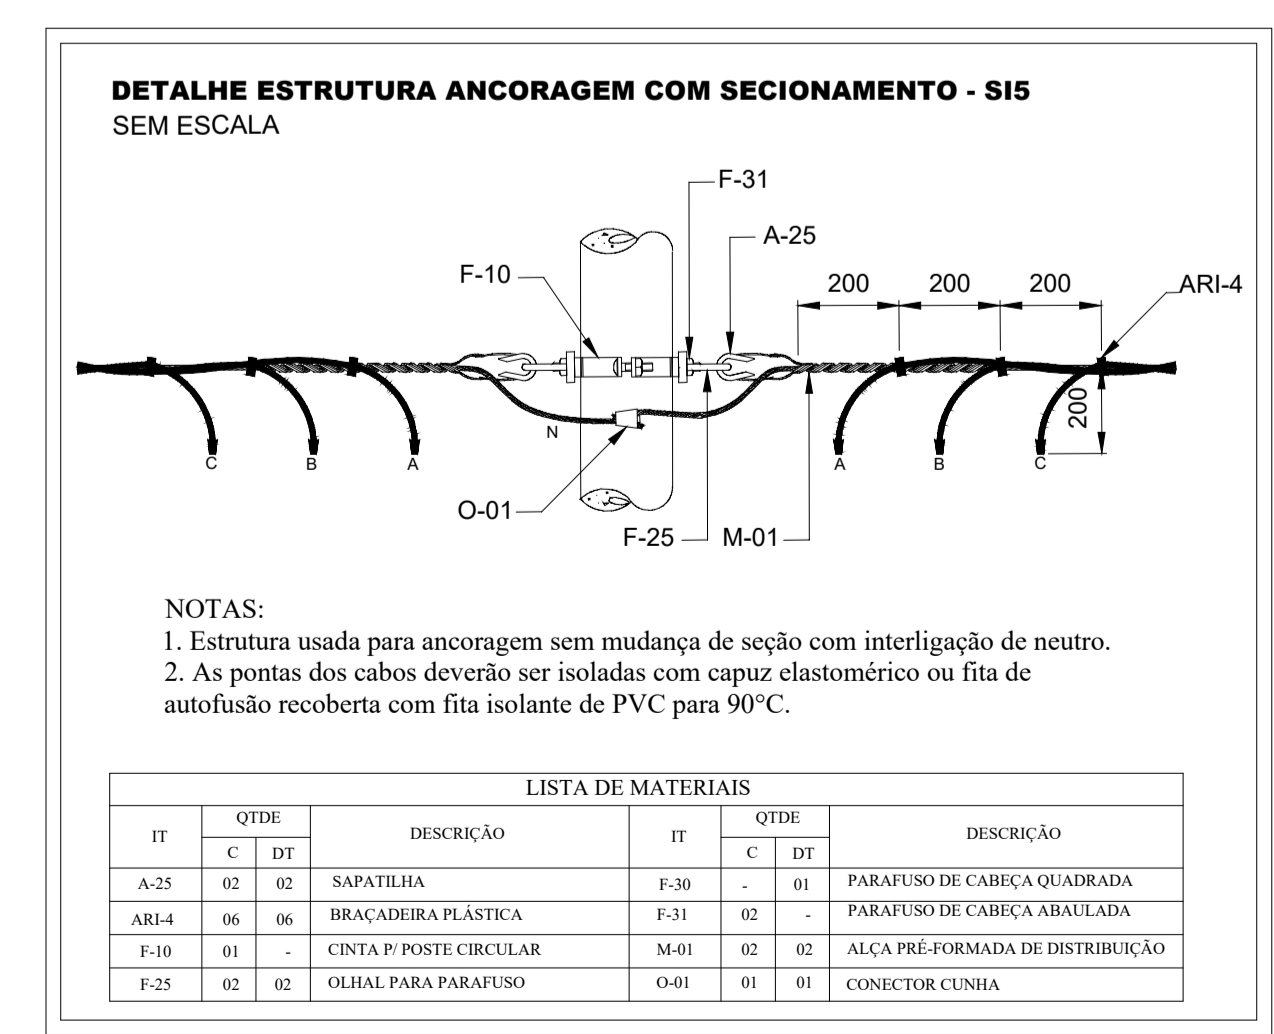 DETALHE ESTRUTURA ANCORAGEM COM SECIONAMENTO - SI5
SEM ESCALA
F-31
A-25
F-10
200 200 200
ARI-4
200
N
C B A
A B C
O-01
F-25
M-01
NOTAS:
1. Estrutura usada para ancoragem sem mudança de seção com interligação de neutro.
2. As pontas dos cabos deverão ser isoladas com capuz elastomérico ou fita de
autofusão recoberta com fita isolante de PVC para 90°C.
LISTA DE MATERIAIS
IT QTDE DESCRIÇÃO IT QTDE DESCRIÇÃO
C DT C DT
A-25 02 02 SAPATILHA F-30 - 01 PARAFUSO DE CABEÇA QUADRADA
ARI-4 06 06 BRAÇADEIRA PLÁSTICA F-31 02 - PARAFUSO DE CABEÇA ABAULADA
F-10 01 - CINTA P/ POSTE CIRCULAR M-01 02 02 ALÇA PRÉ-FORMADA DE DISTRIBUIÇÃO
F-25 02 02 OLHAL PARA PARAFUSO O-01 01 01 CONECTOR CUNHA